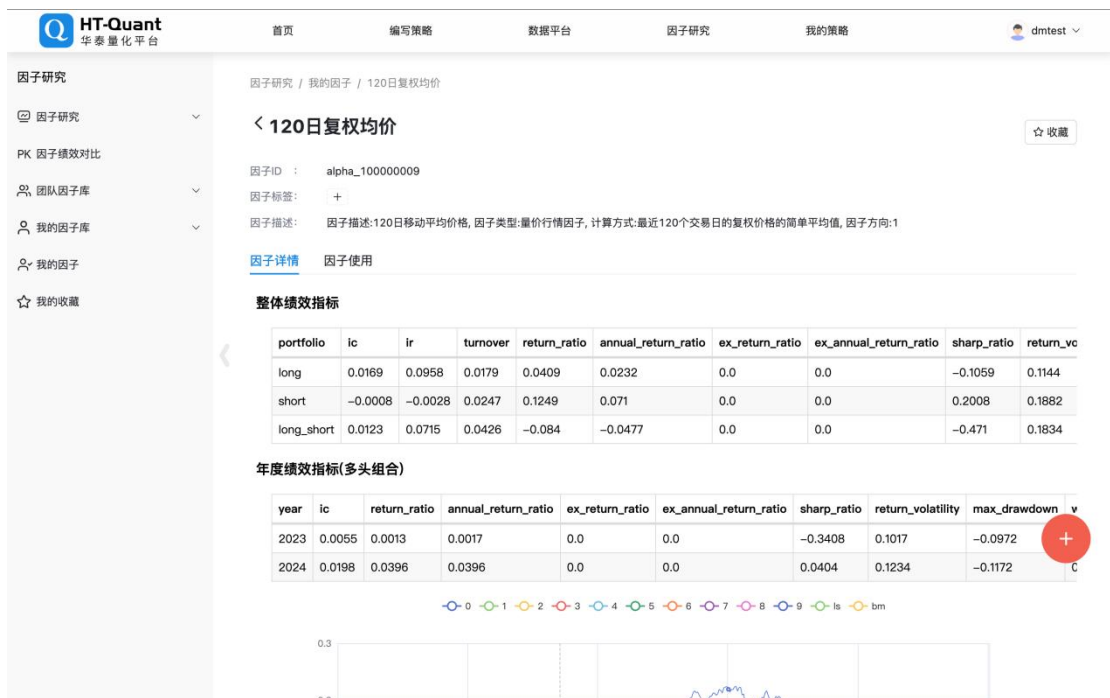 HT-Quant
华泰量化平台
首页 编写策略 数据平台 因子研究 我的策略 dmtest
因子研究
因子研究
PK 因子绩效对比
团队因子库
我的因子库
我的因子
我的收藏
因子研究 / 我的因子 / 120日复权均价
120日复权均价
收藏
因子ID : alpha_100000009
因子标签: +
因子描述: 因子描述:120日移动平均价格, 因子类型:量价行情因子, 计算方式:最近120个交易日的复权价格的简单平均值, 因子方向:1
因子详情 因子使用
整体绩效指标
portfolio ic ir turnover return_ratio annual_return_ratio ex_return_ratio ex_annual_return_ratio sharp_ratio return_vo
long 0.0169 0.0958 0.0179 0.0409 0.0232 0.0 0.0 −0.1059 0.1144
short −0.0008 −0.0028 0.0247 0.1249 0.071 0.0 0.0 0.2008 0.1882
long_short 0.0123 0.0715 0.0426 −0.084 −0.0477 0.0 0.0 −0.471 0.1834
年度绩效指标(多头组合)
year ic return_ratio annual_return_ratio ex_return_ratio ex_annual_return_ratio sharp_ratio return_volatility max_drawdown
2023 0.0055 0.0013 0.0017 0.0 0.0 −0.3408 0.1017 −0.0972
2024 0.0198 0.0396 0.0396 0.0 0.0 0.0404 0.1234 −0.1172
0 1 2 3 4 5 6 7 8 9 ls bm
0.3